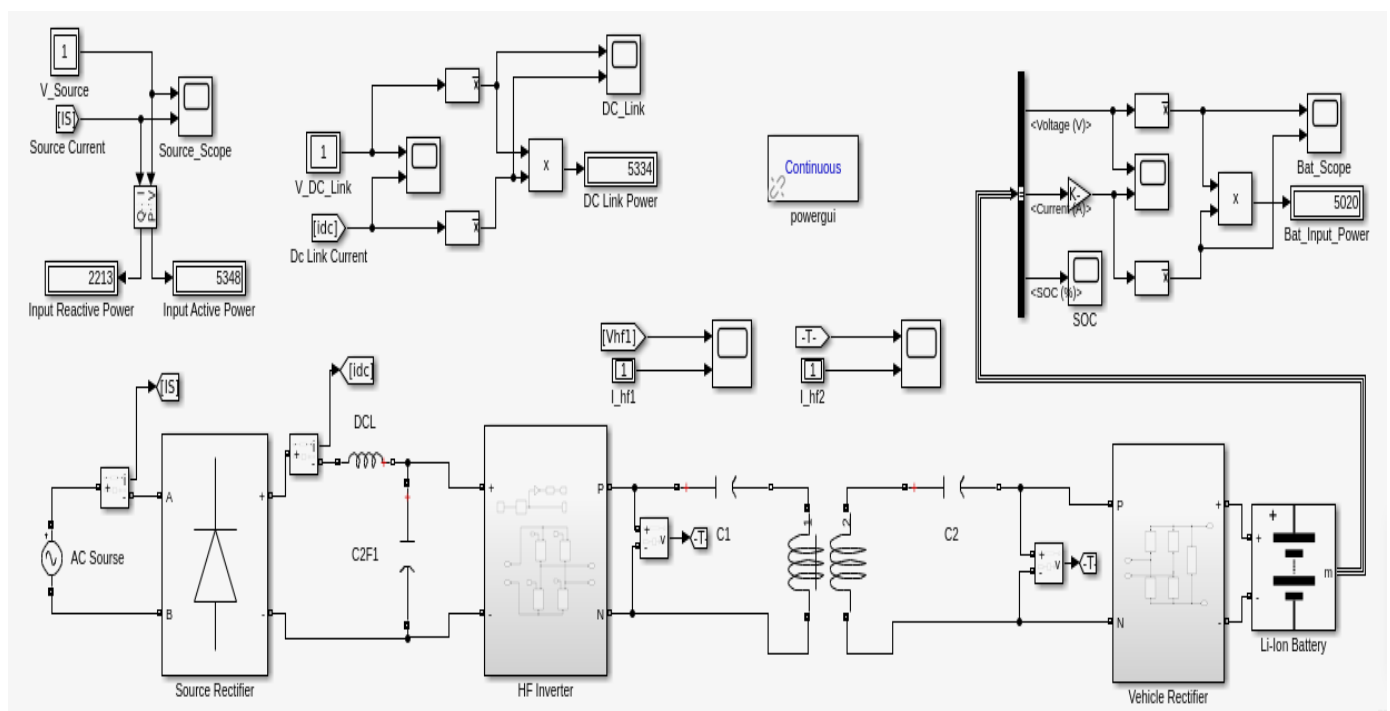 1
V_Source
[IS]
Source Current
Source_Scope
Q : I
P : V
2213
Input Reactive Power
5348
Input Active Power
x
DC_Link
1
V_DC_Link
x
5334
DC Link Power
[idc]
Dc Link Current
x
Continuous
powergui
<Voltage (V)>
x
Bat_Scope
K-
<Current (A)>
x
5020
Bat_Input_Power
<SOC (%)>
SOC
x
[Vhf1]
1
I_hf1
-T-
1
I_hf2
[IS]
[idc]
DCL
i
+
-
i
+
-
A
B
+
-
AC Sourse
C2F1
Source Rectifier
+
-
P
N
HF Inverter
+
-
v
-T-
C1
1
2
C2
+
-
v
-T-
P
N
+
-
Vehicle Rectifier
+
+
-
m
Li-Ion Battery